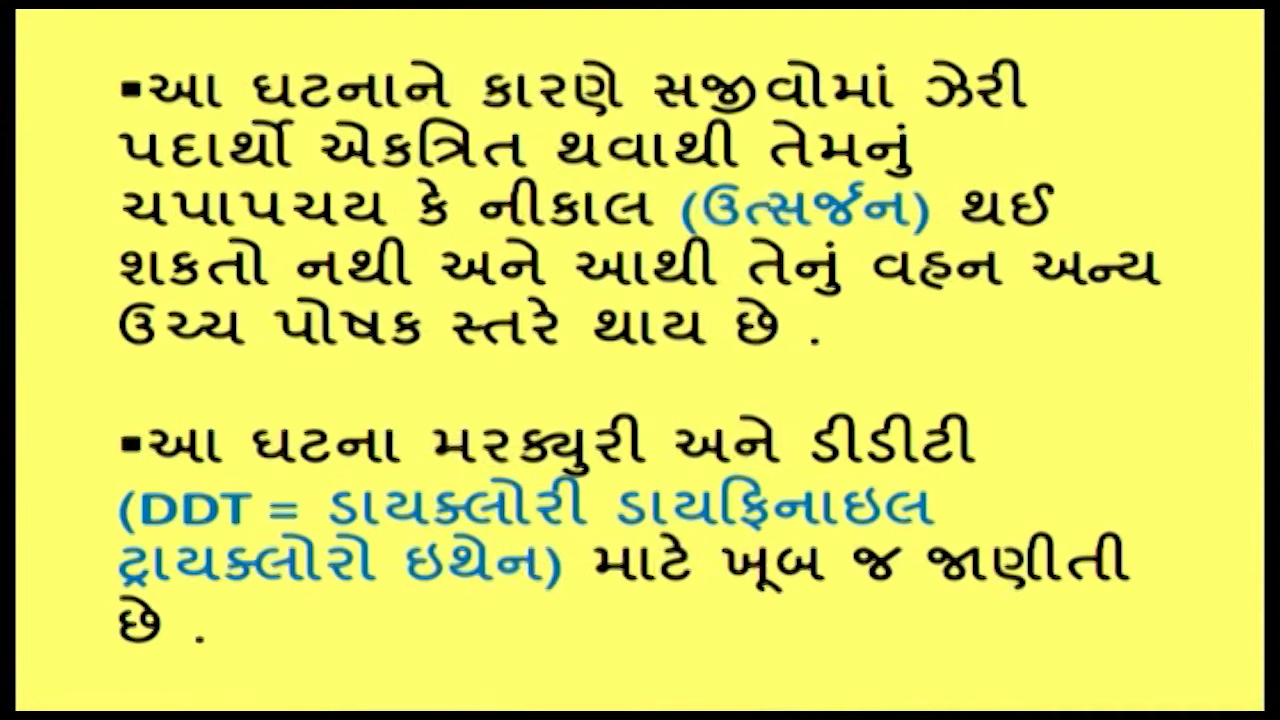 ▪આ ઘટનાને કારણે સજીવોમાં ઝેરી
પદાર્થો એકત્રિત થવાથી તેમનું
ચપાપચય કે નીકાલ (ઉત્સર્જન) થઈ
શકતો નથી અને આથી તેનું વહન અન્ય
ઉચ્ચ પોષક સ્તરે થાય છે .
▪આ ઘટના મરક્યુરી અને ડીડીટી
(DDT = ડાયક્લોરી ડાયફિનાઇલ
ટ્રાયક્લોરો ઇથેન) માટે ખૂબ જ જાણીતી
છે .